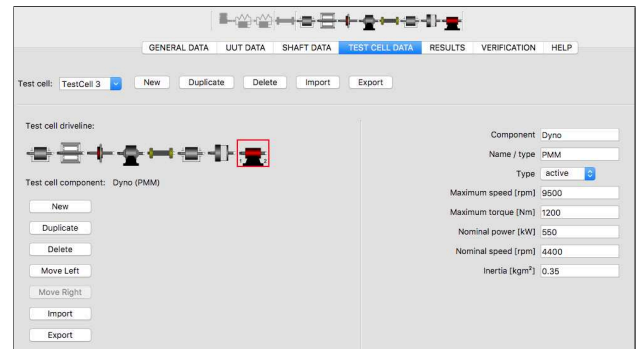 GENERAL DATA UUT DATA SHAFT DATA TEST CELL DATA RESULTS VERIFICATION HELP
Test cell: TestCell 3 New Duplicate Delete Import Export
Test cell driveline:
1 2
Test cell component: Dyno (PMM)
New
Duplicate
Delete
Move Left
Move Right
Import
Export
Component Dyno
Name / type PMM
Type active
Maximum speed [rpm] 9500
Maximum torque [Nm] 1200
Nominal power [kW] 550
Nominal speed [rpm] 4400
Inertia [kgm²] 0.35